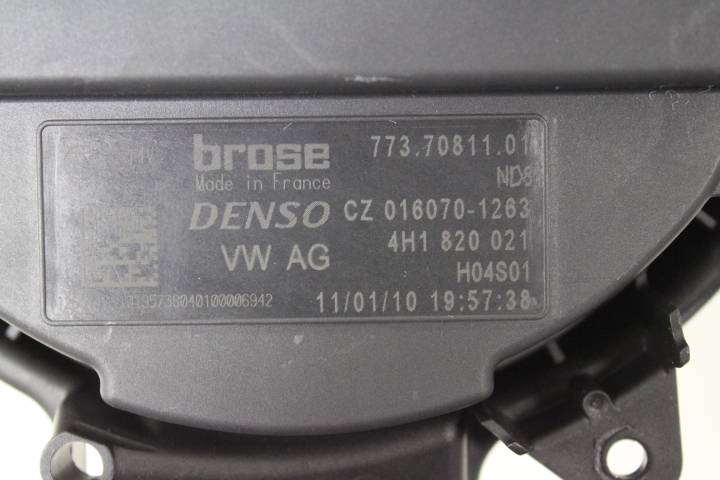 brose 773.70811.01
Made in France ND8
DENSO CZ 016070-1263
VW AG 4H1 820 021
H04S01
11/01/10 19:57:38